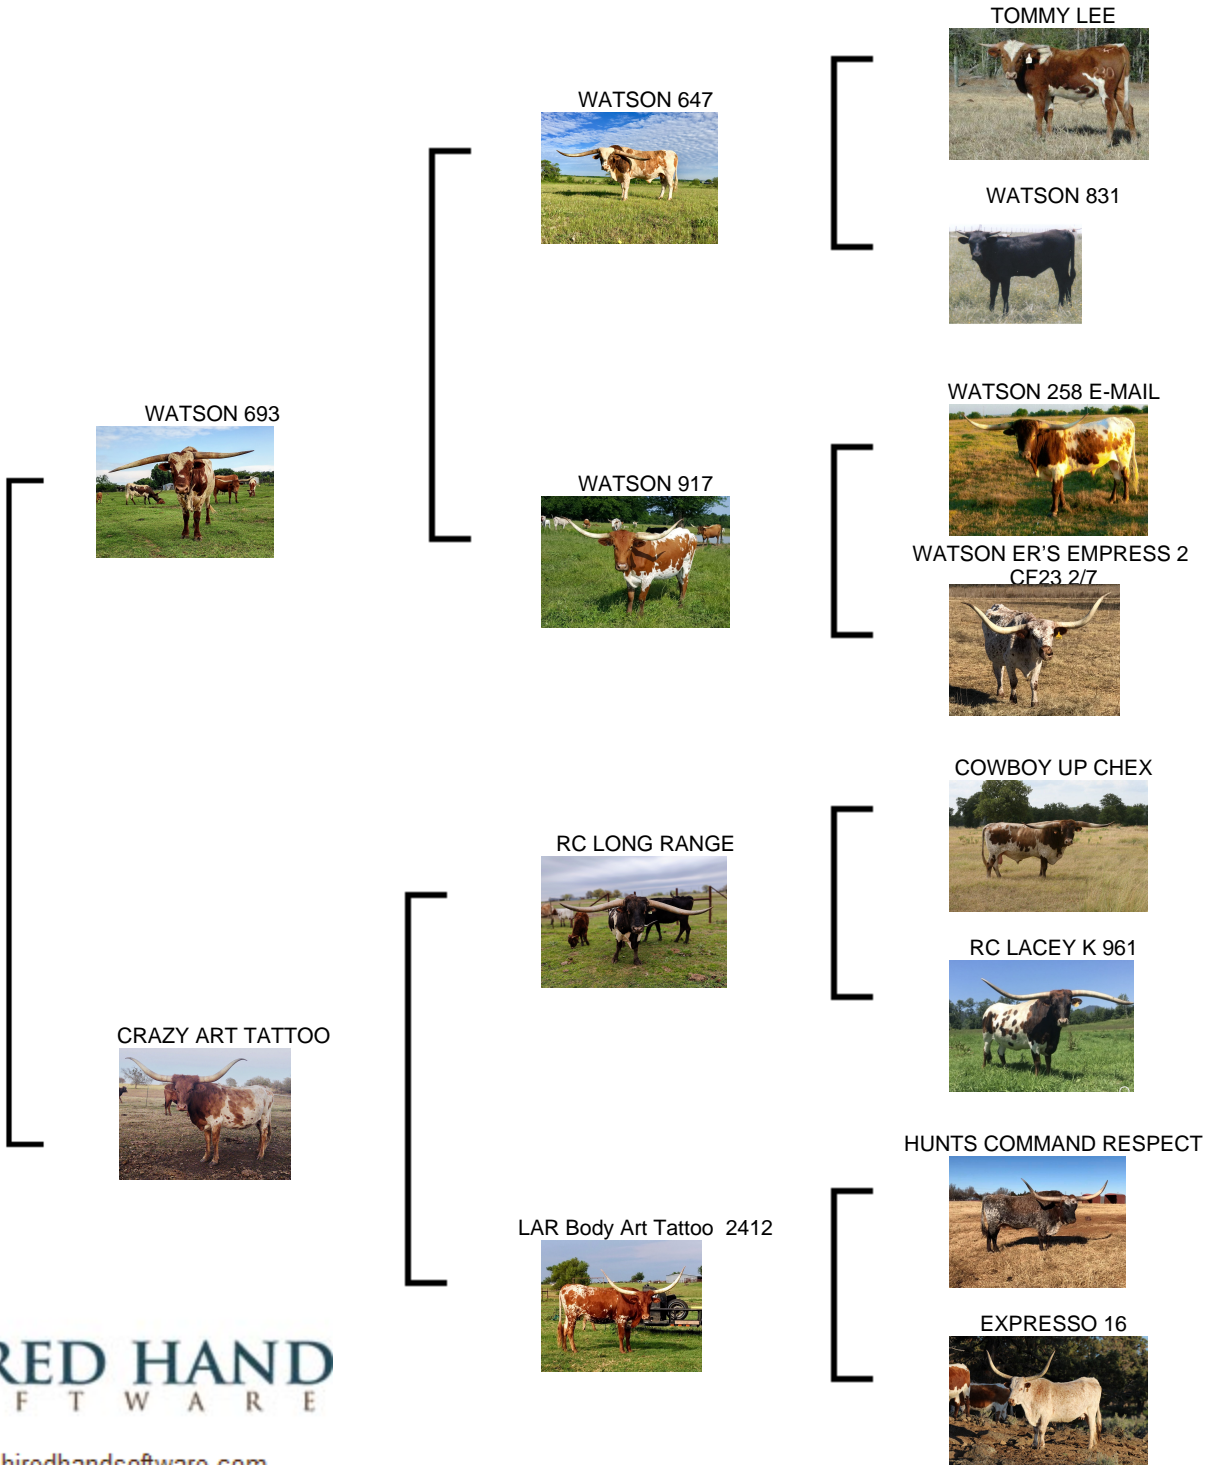 TOMMY LEE
WATSON 647
WATSON 831
WATSON 258 E-MAIL
WATSON 693
WATSON 917
WATSON ER'S EMPRESS 2
CF23 2/7
COWBOY UP CHEX
RC LONG RANGE
RC LACEY K 961
CRAZY ART TATTOO
HUNTS COMMAND RESPECT
LAR Body Art Tattoo  2412
EXPRESSO 16
RED HAND
F T W A R E
hiredhandsoftware.com